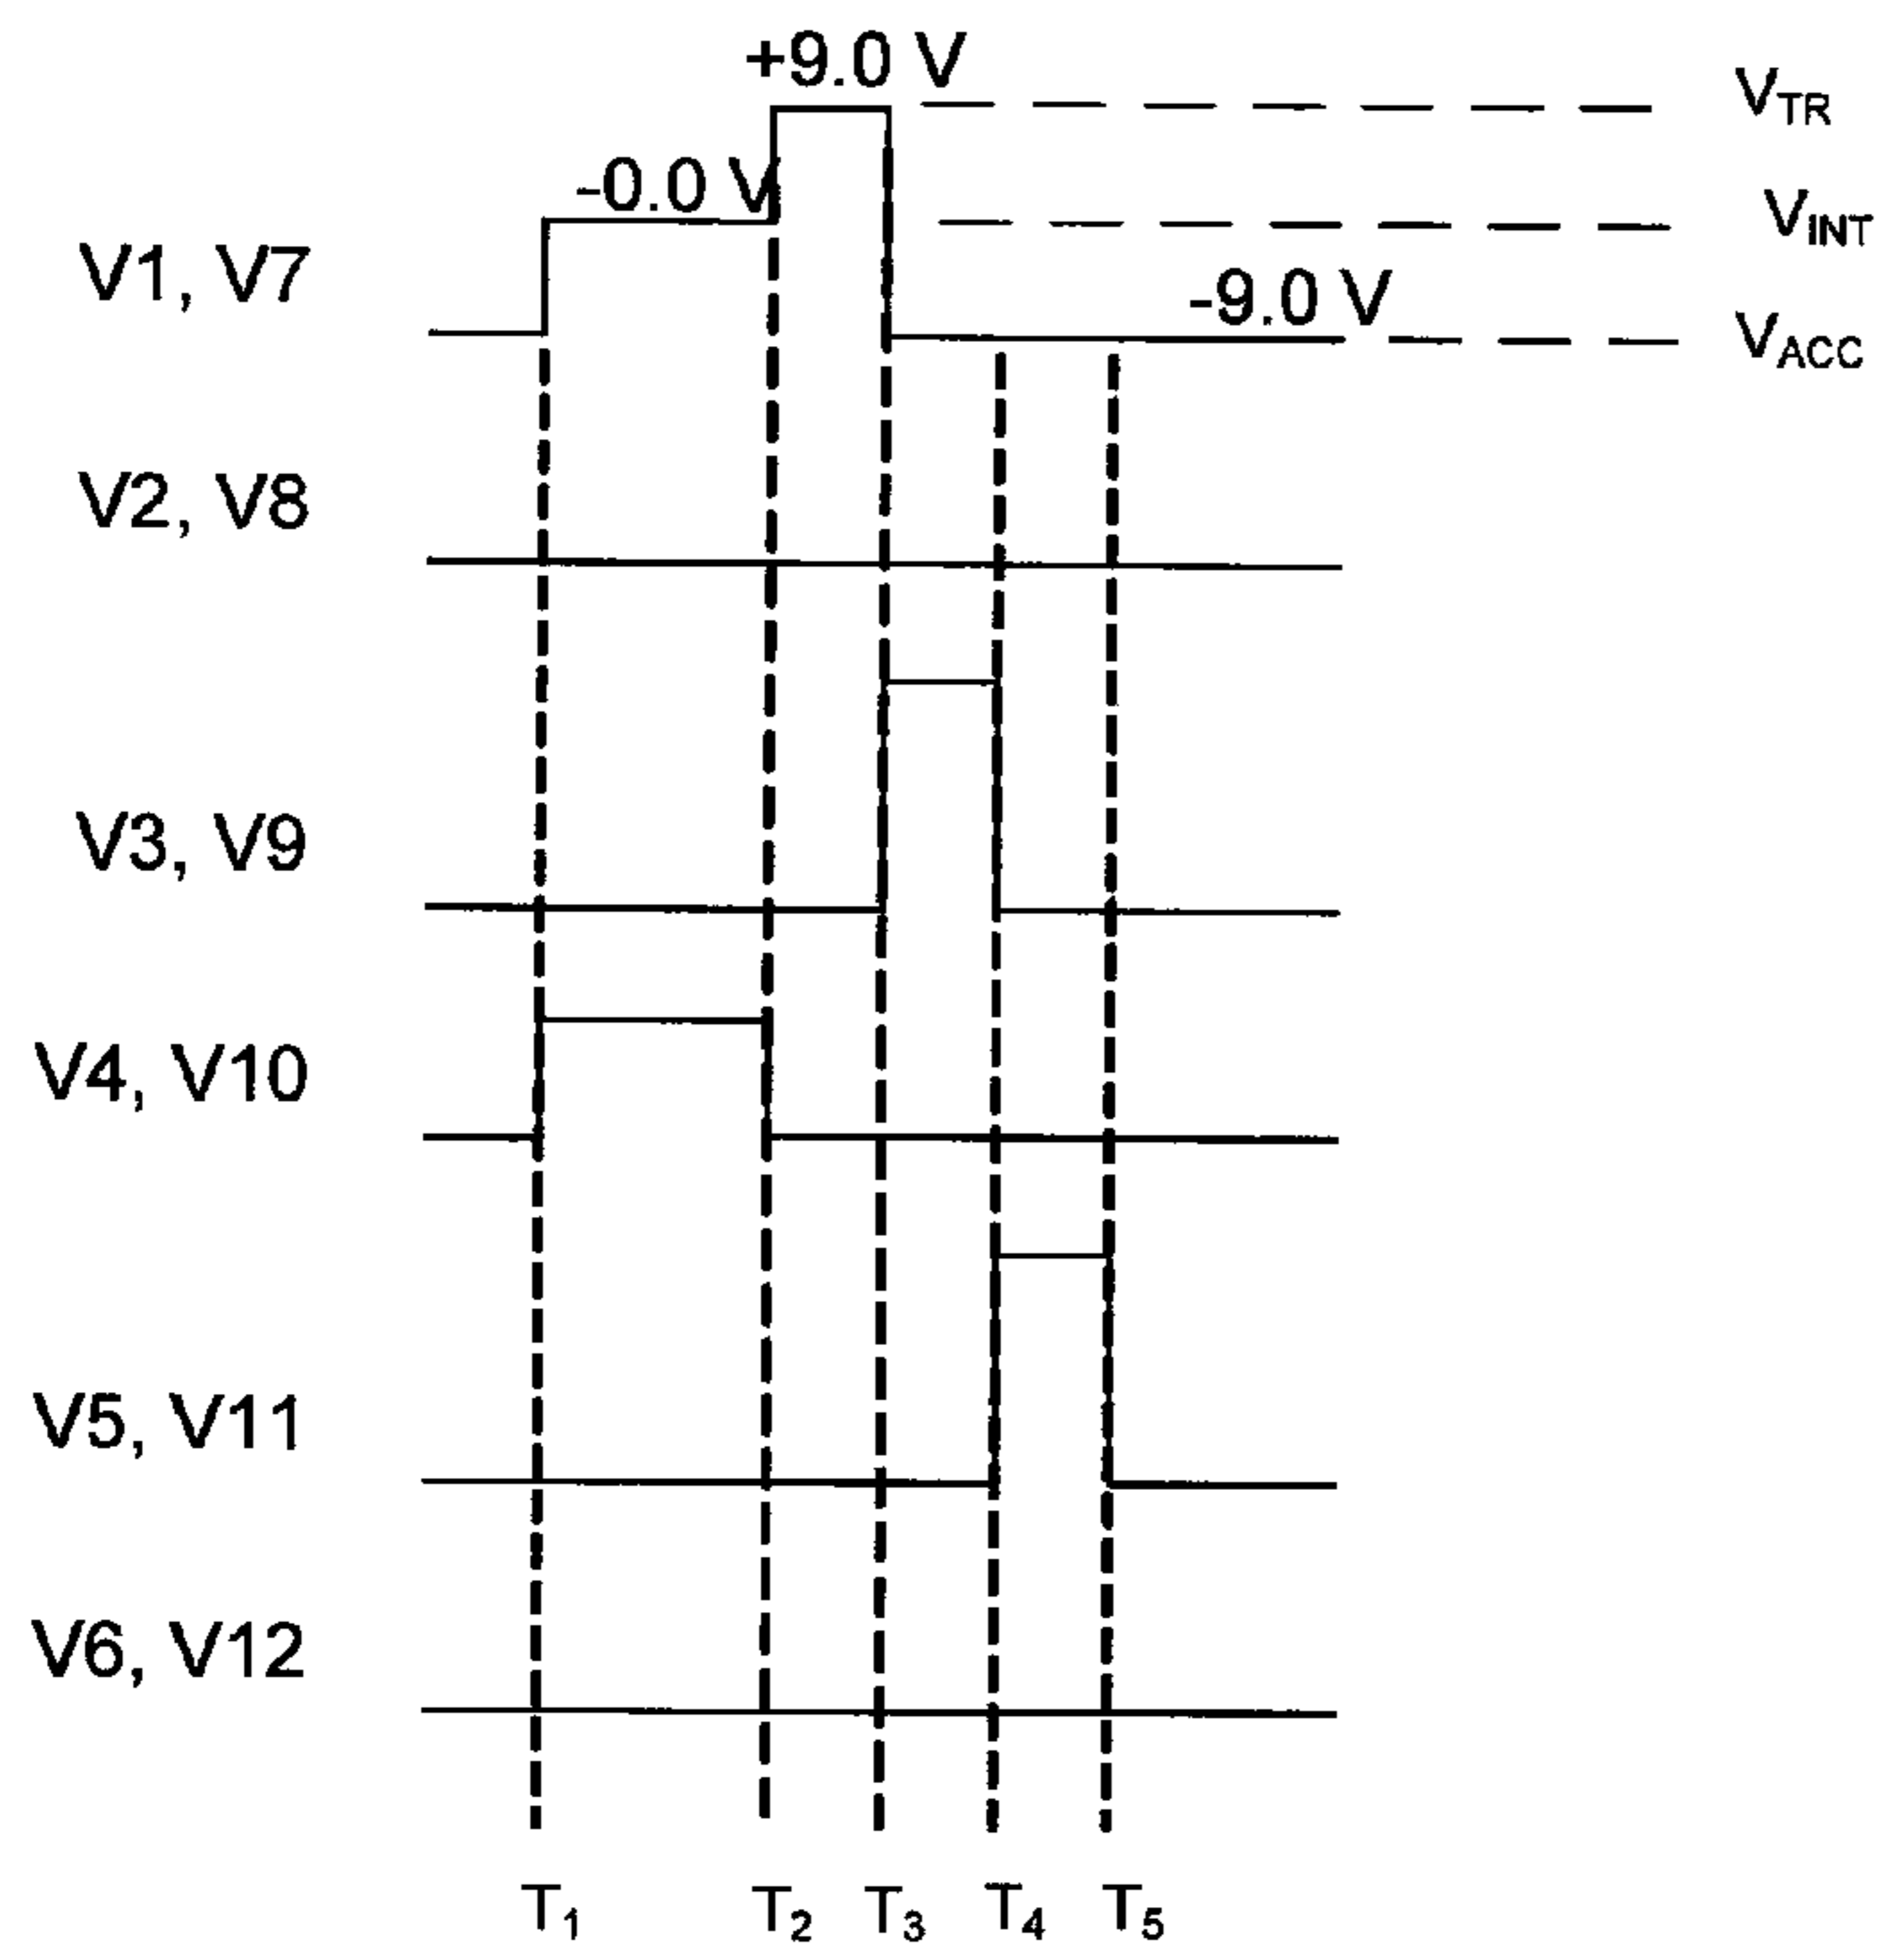 +9.0 V
V_TR
-0.0 V
V_INT
V1, V7
-9.0 V
V_ACC
V2, V8
V3, V9
V4, V10
V5, V11
V6, V12
T_1 T_2 T_3 T_4 T_5